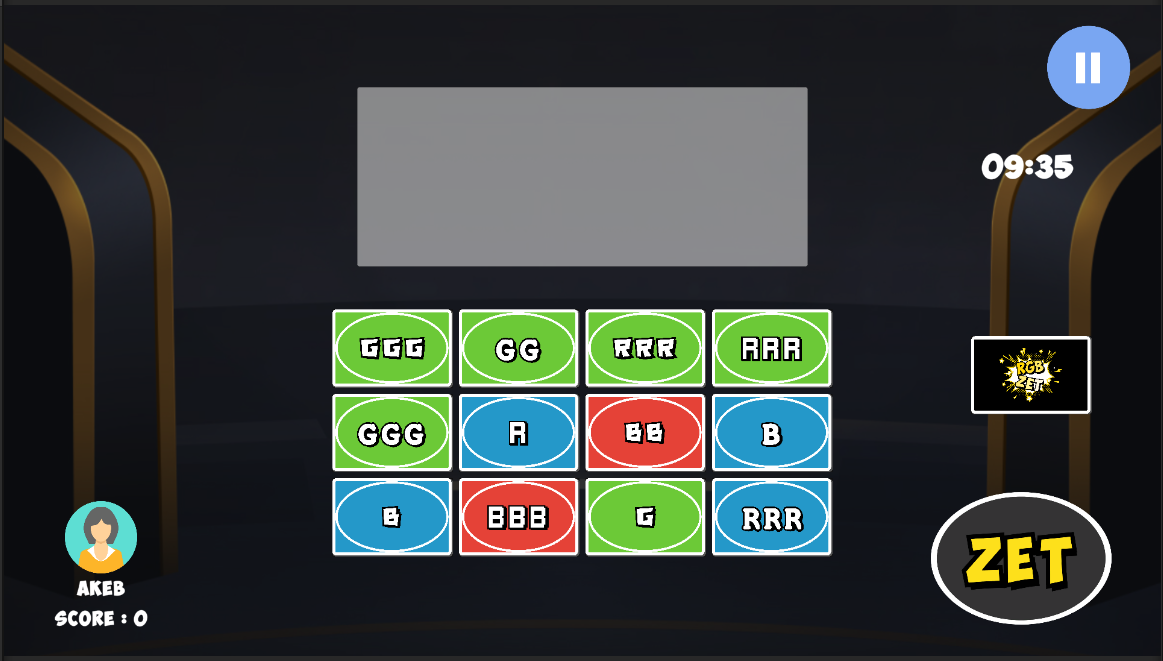 09:35
GGG GG RRR RRR
RGB
ZET!
GGG R BB B
B BBB G RRR
ZET
AKEB
SCORE : 0